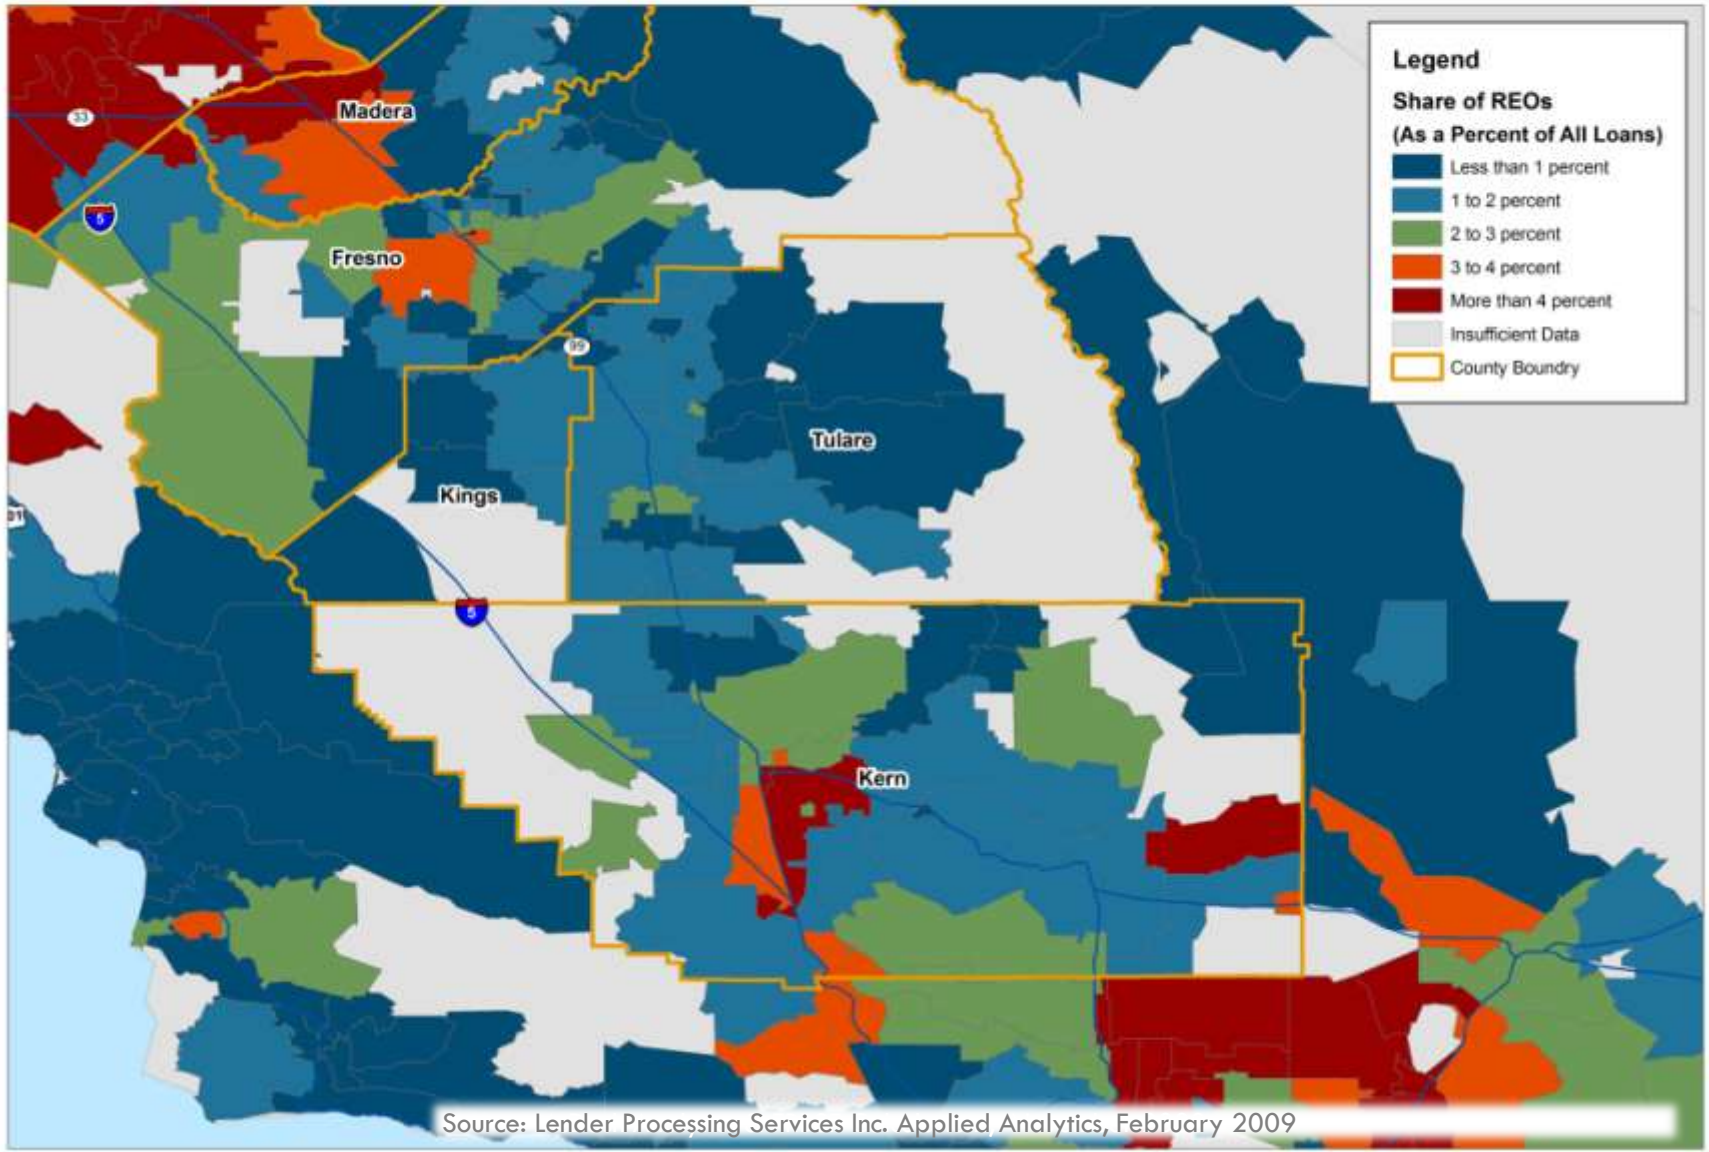 Legend
Share of REOs
(As a Percent of All Loans)
Less than 1 percent
1 to 2 percent
2 to 3 percent
3 to 4 percent
More than 4 percent
Insufficient Data
County Boundry
Madera
33
5
Fresno
99
Tulare
Kings
01
5
Kern
Source: Lender Processing Services Inc. Applied Analytics, February 2009